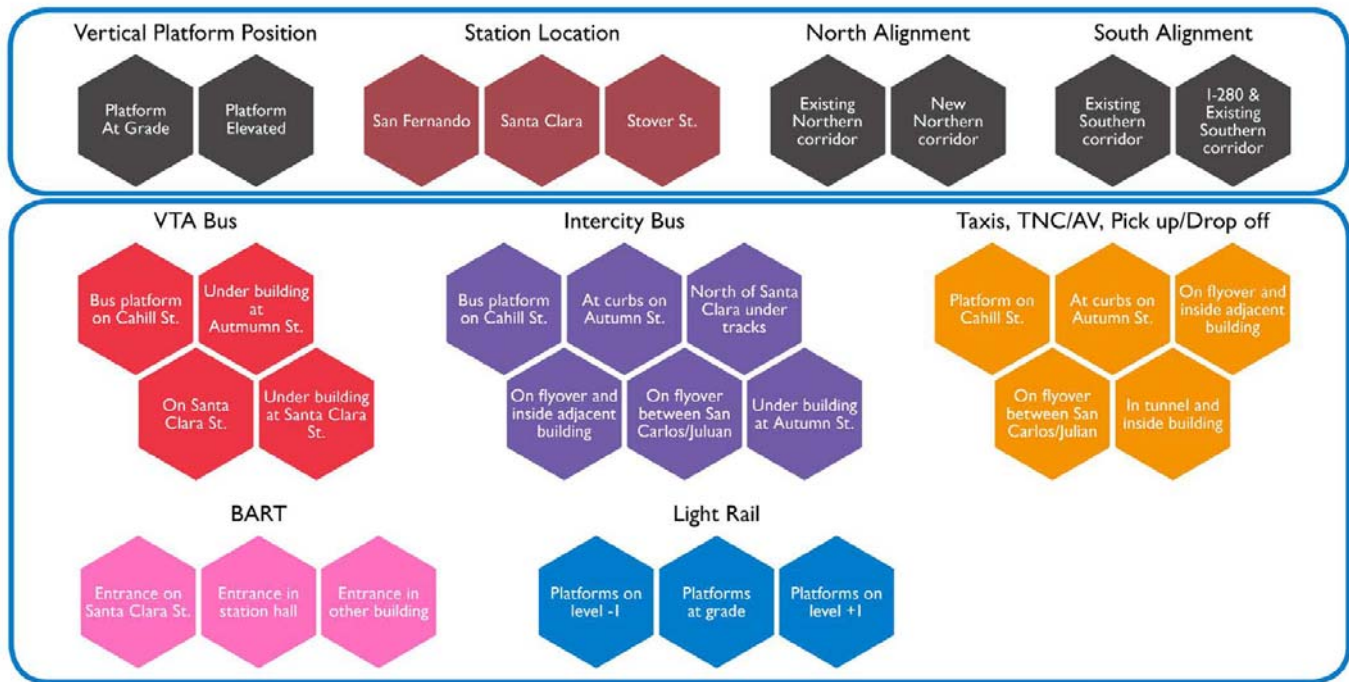 Vertical Platform Position
Station Location
North Alignment
South Alignment
Platform
At Grade
Platform
Elevated
San Fernando
Santa Clara
Stover St.
Existing
Northern
corridor
New
Northern
corridor
Existing
Southern
corridor
I-280 &
Existing
Southern
corridor
VTA Bus
Intercity Bus
Taxis, TNC/AV, Pick up/Drop off
Bus platform
on Cahill St.
Under building
at
Autmumn St.
On Santa
Clara St.
Under building
at Santa Clara
St.
Bus platform
on Cahill St.
At curbs on
Autumn St.
North of Santa
Clara under
tracks
On flyover and
inside adjacent
building
On flyover
between San
Carlos/Juluan
Under building
at Autumn St.
Platform on
Cahill St.
At curbs on
Autumn St.
On flyover and
inside adjacent
building
On flyover
between San
Carlos/Julian
In tunnel and
inside building
BART
Light Rail
Entrance on
Santa Clara St.
Entrance in
station hall
Entrance in
other building
Platforms on
level -1
Platforms
at grade
Platforms on
level +1